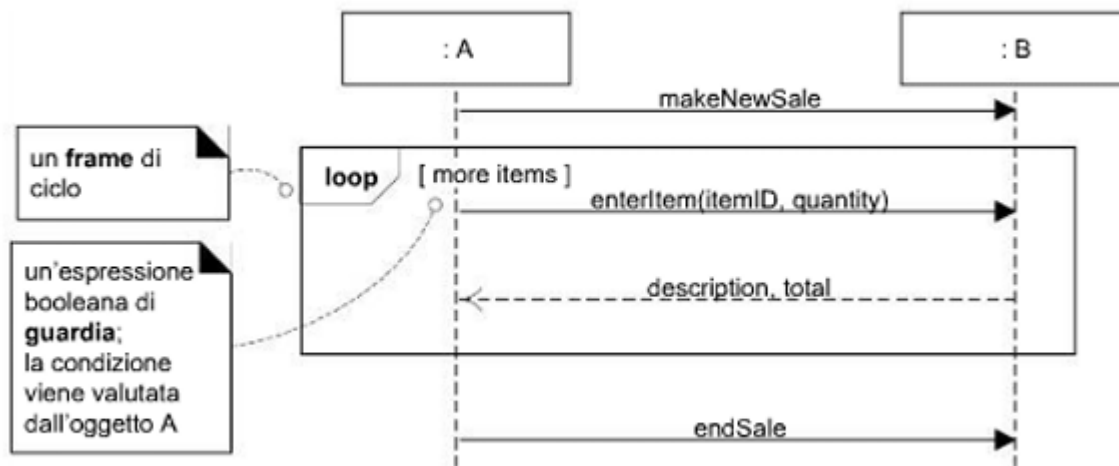 : A
: B
makeNewSale
un frame di
ciclo
loop
[ more items ]
enterItem(itemID, quantity)
un'espressione
booleana di
guardia;
la condizione
viene valutata
dall'oggetto A
description, total
endSale